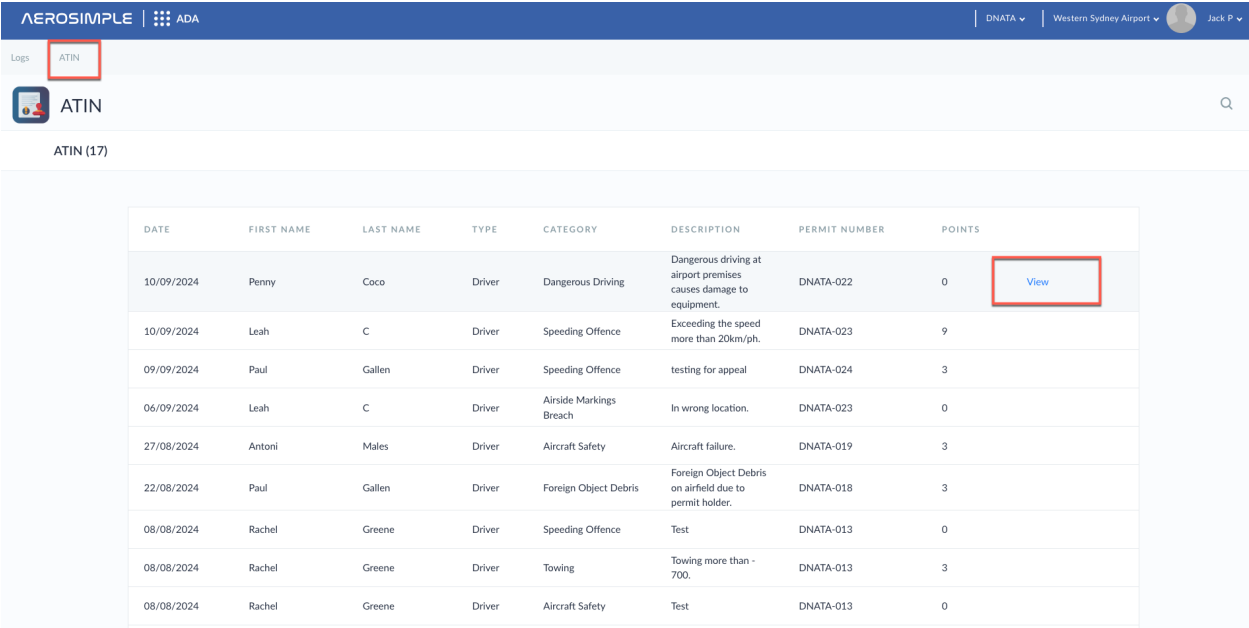 AEROSIMPLE ADA DNATA Western Sydney Airport Jack P
Logs ATIN
ATIN
ATIN (17)
DATE FIRST NAME LAST NAME TYPE CATEGORY DESCRIPTION PERMIT NUMBER POINTS
10/09/2024 Penny Coco Driver Dangerous Driving Dangerous driving at airport premises causes damage to equipment. DNATA-022 0 View
10/09/2024 Leah C Driver Speeding Offence Exceeding the speed more than 20km/ph. DNATA-023 9
09/09/2024 Paul Gallen Driver Speeding Offence testing for appeal DNATA-024 3
06/09/2024 Leah C Driver Airside Markings Breach In wrong location. DNATA-023 0
27/08/2024 Antoni Males Driver Aircraft Safety Aircraft failure. DNATA-019 3
22/08/2024 Paul Gallen Driver Foreign Object Debris Foreign Object Debris on airfield due to permit holder. DNATA-018 3
08/08/2024 Rachel Greene Driver Speeding Offence Test DNATA-013 0
08/08/2024 Rachel Greene Driver Towing Towing more than -700. DNATA-013 3
08/08/2024 Rachel Greene Driver Aircraft Safety Test DNATA-013 0